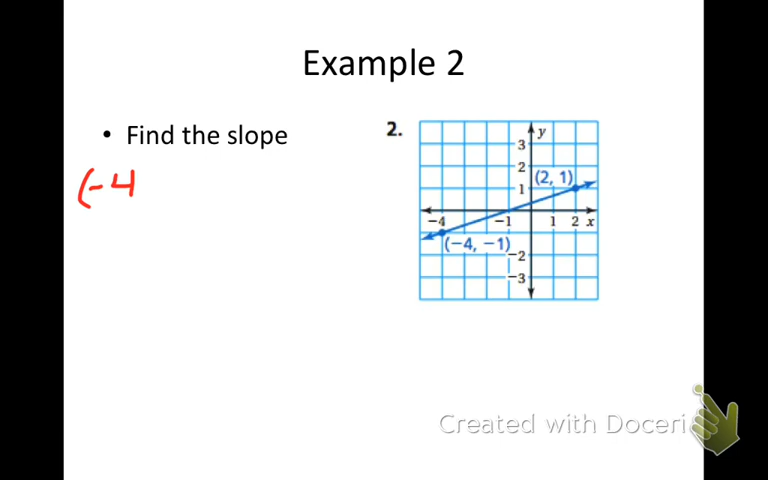 Example 2
• Find the slope
(-4
2.
y
3
2
(2, 1)
1
−4
−1
1
2
x
(−4, −1)
−2
−3
Created with Doceri